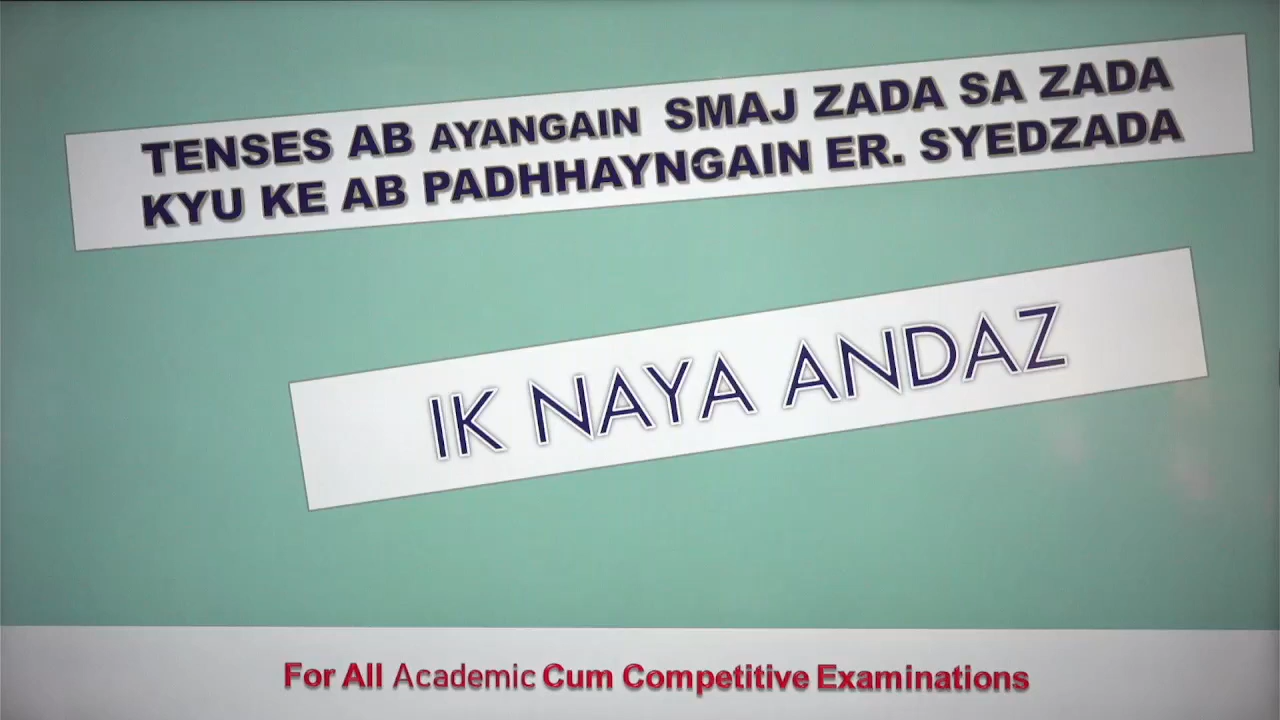 TENSES AB AYANGAIN SMAJ ZADA SA ZADA
KYU KE AB PADHHAYNGAIN ER. SYEDZADA
IK NAYA ANDAZ
For All Academic Cum Competitive Examinations